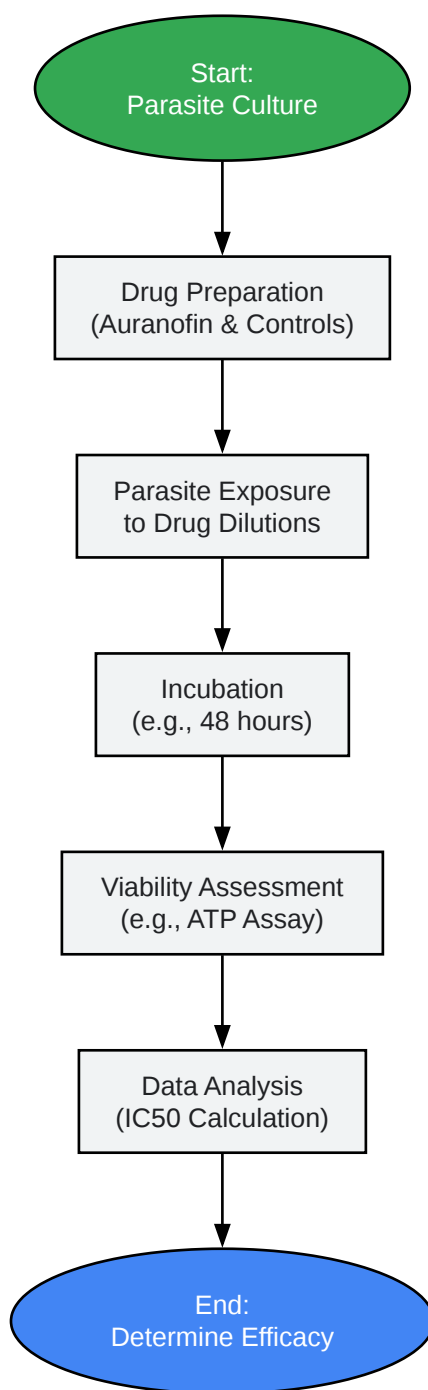 Start:
Parasite Culture
Drug Preparation
(Auranofin & Controls)
Parasite Exposure
to Drug Dilutions
Incubation
(e.g., 48 hours)
Viability Assessment
(e.g., ATP Assay)
Data Analysis
(IC50 Calculation)
End:
Determine Efficacy